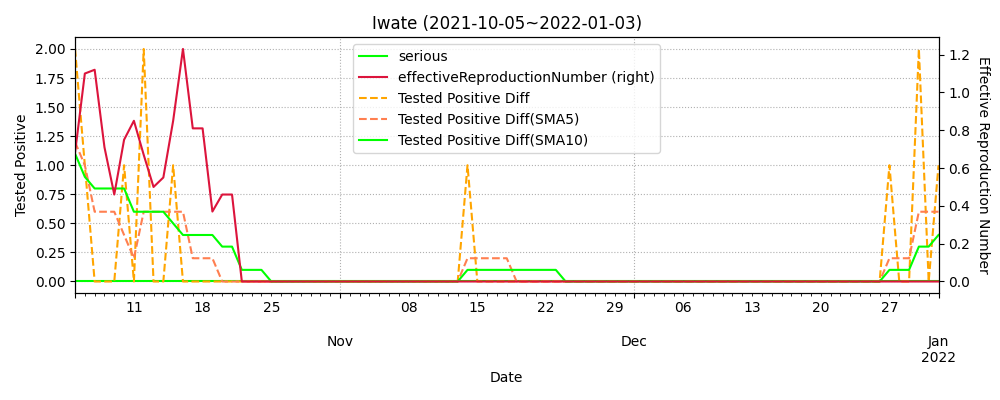 Iwate (2021-10-05~2022-01-03)
serious
effectiveReproductionNumber (right)
Tested Positive Diff
Tested Positive Diff(SMA5)
Tested Positive Diff(SMA10)
Tested Positive
2.00
1.75
1.50
1.25
1.00
0.75
0.50
0.25
0.00
1.2
1.0
0.8
0.6
0.4
0.2
0.0
Effective Reproduction Number
11 18 25 08 15 22 29 06 13 20 27
Nov Dec Jan
2022
Date